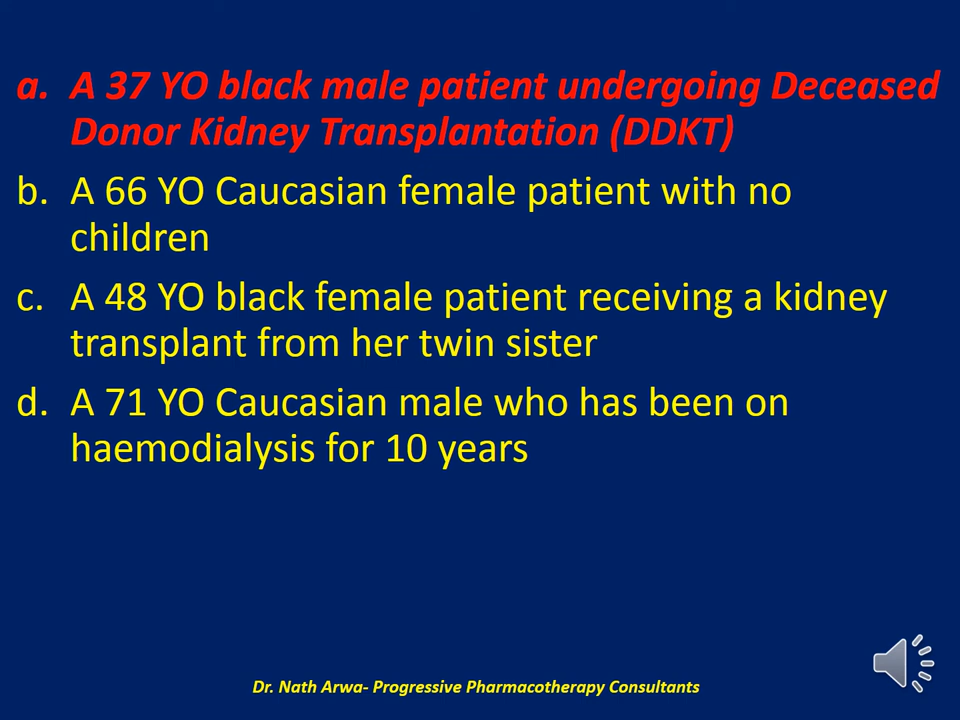 a. A 37 YO black male patient undergoing Deceased
Donor Kidney Transplantation (DDKT)
b. A 66 YO Caucasian female patient with no
children
c. A 48 YO black female patient receiving a kidney
transplant from her twin sister
d. A 71 YO Caucasian male who has been on
haemodialysis for 10 years
Dr. Nath Arwa- Progressive Pharmacotherapy Consultants